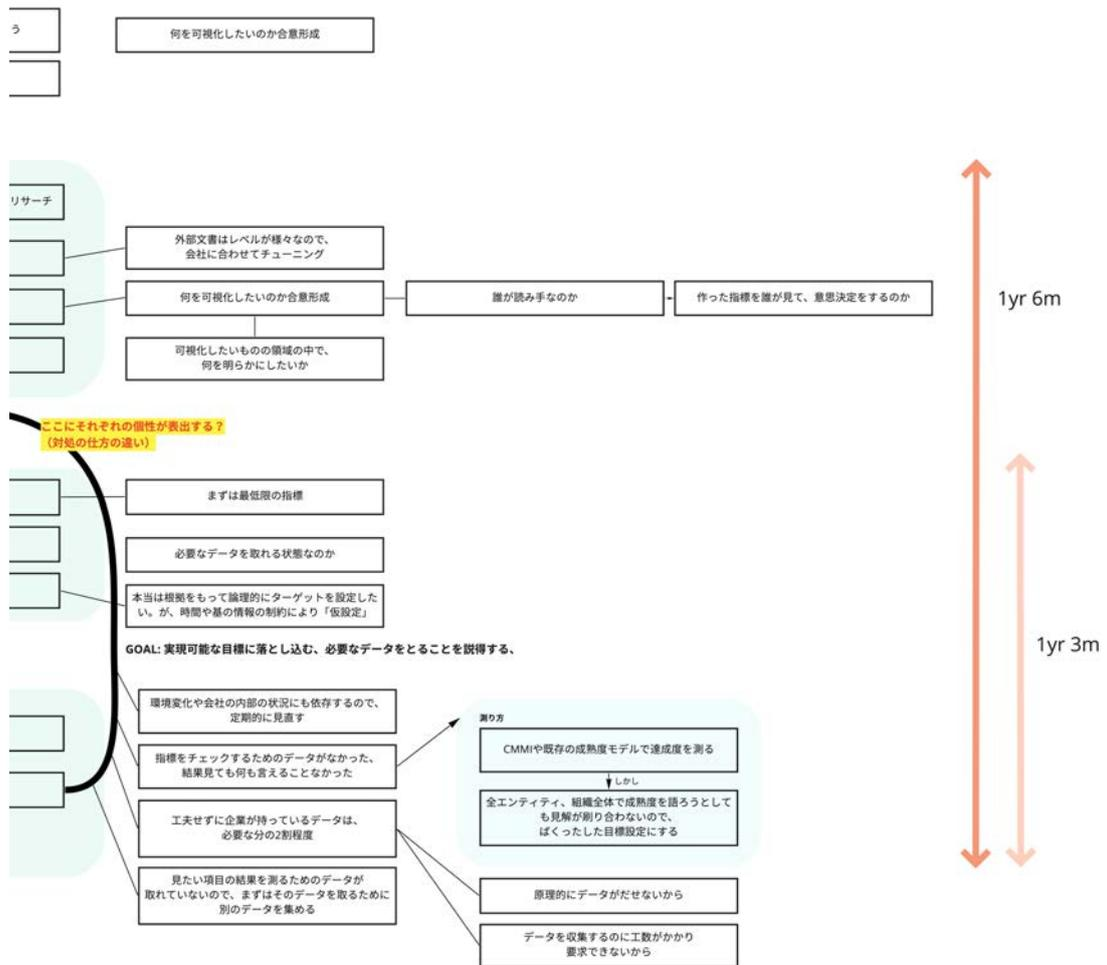 う
何を可視化したいのか合意形成
リサーチ
外部文書はレベルが様々なので、
会社に合わせてチューニング
何を可視化したいのか合意形成
誰が読み手なのか
作った指標を誰が見て、意思決定をするのか
1yr 6m
可視化したいものの領域の中で、
何を明らかにしたいか
ここにそれぞれの個性が表出する？
（対処の仕方の違い）
まずは最低限の指標
必要なデータを取れる状態なのか
本当は根拠をもって論理的にターゲットを設定した
い。が、時間や基の情報の制約により「仮設定」
GOAL: 実現可能な目標に落とし込む、必要なデータをとることを説得する、
1yr 3m
環境変化や会社の内部の状況にも依存するので、
定期的に見直す
指標をチェックするためのデータがなかった、
結果見ても何も言えることなかった
測り方
CMMIや既存の成熟度モデルで達成度を測る
しかし
全エンティティ、組織全体で成熟度を語ろうとして
も見解が刷り合わないので、
ばくったした目標設定にする
工夫せずに企業が持っているデータは、
必要な分の2割程度
見たい項目の結果を測るためのデータが
取れていないので、まずはそのデータを取るために
別のデータを集める
原理的にデータがだせないから
データを収集するのに工数がかかり
要求できないから